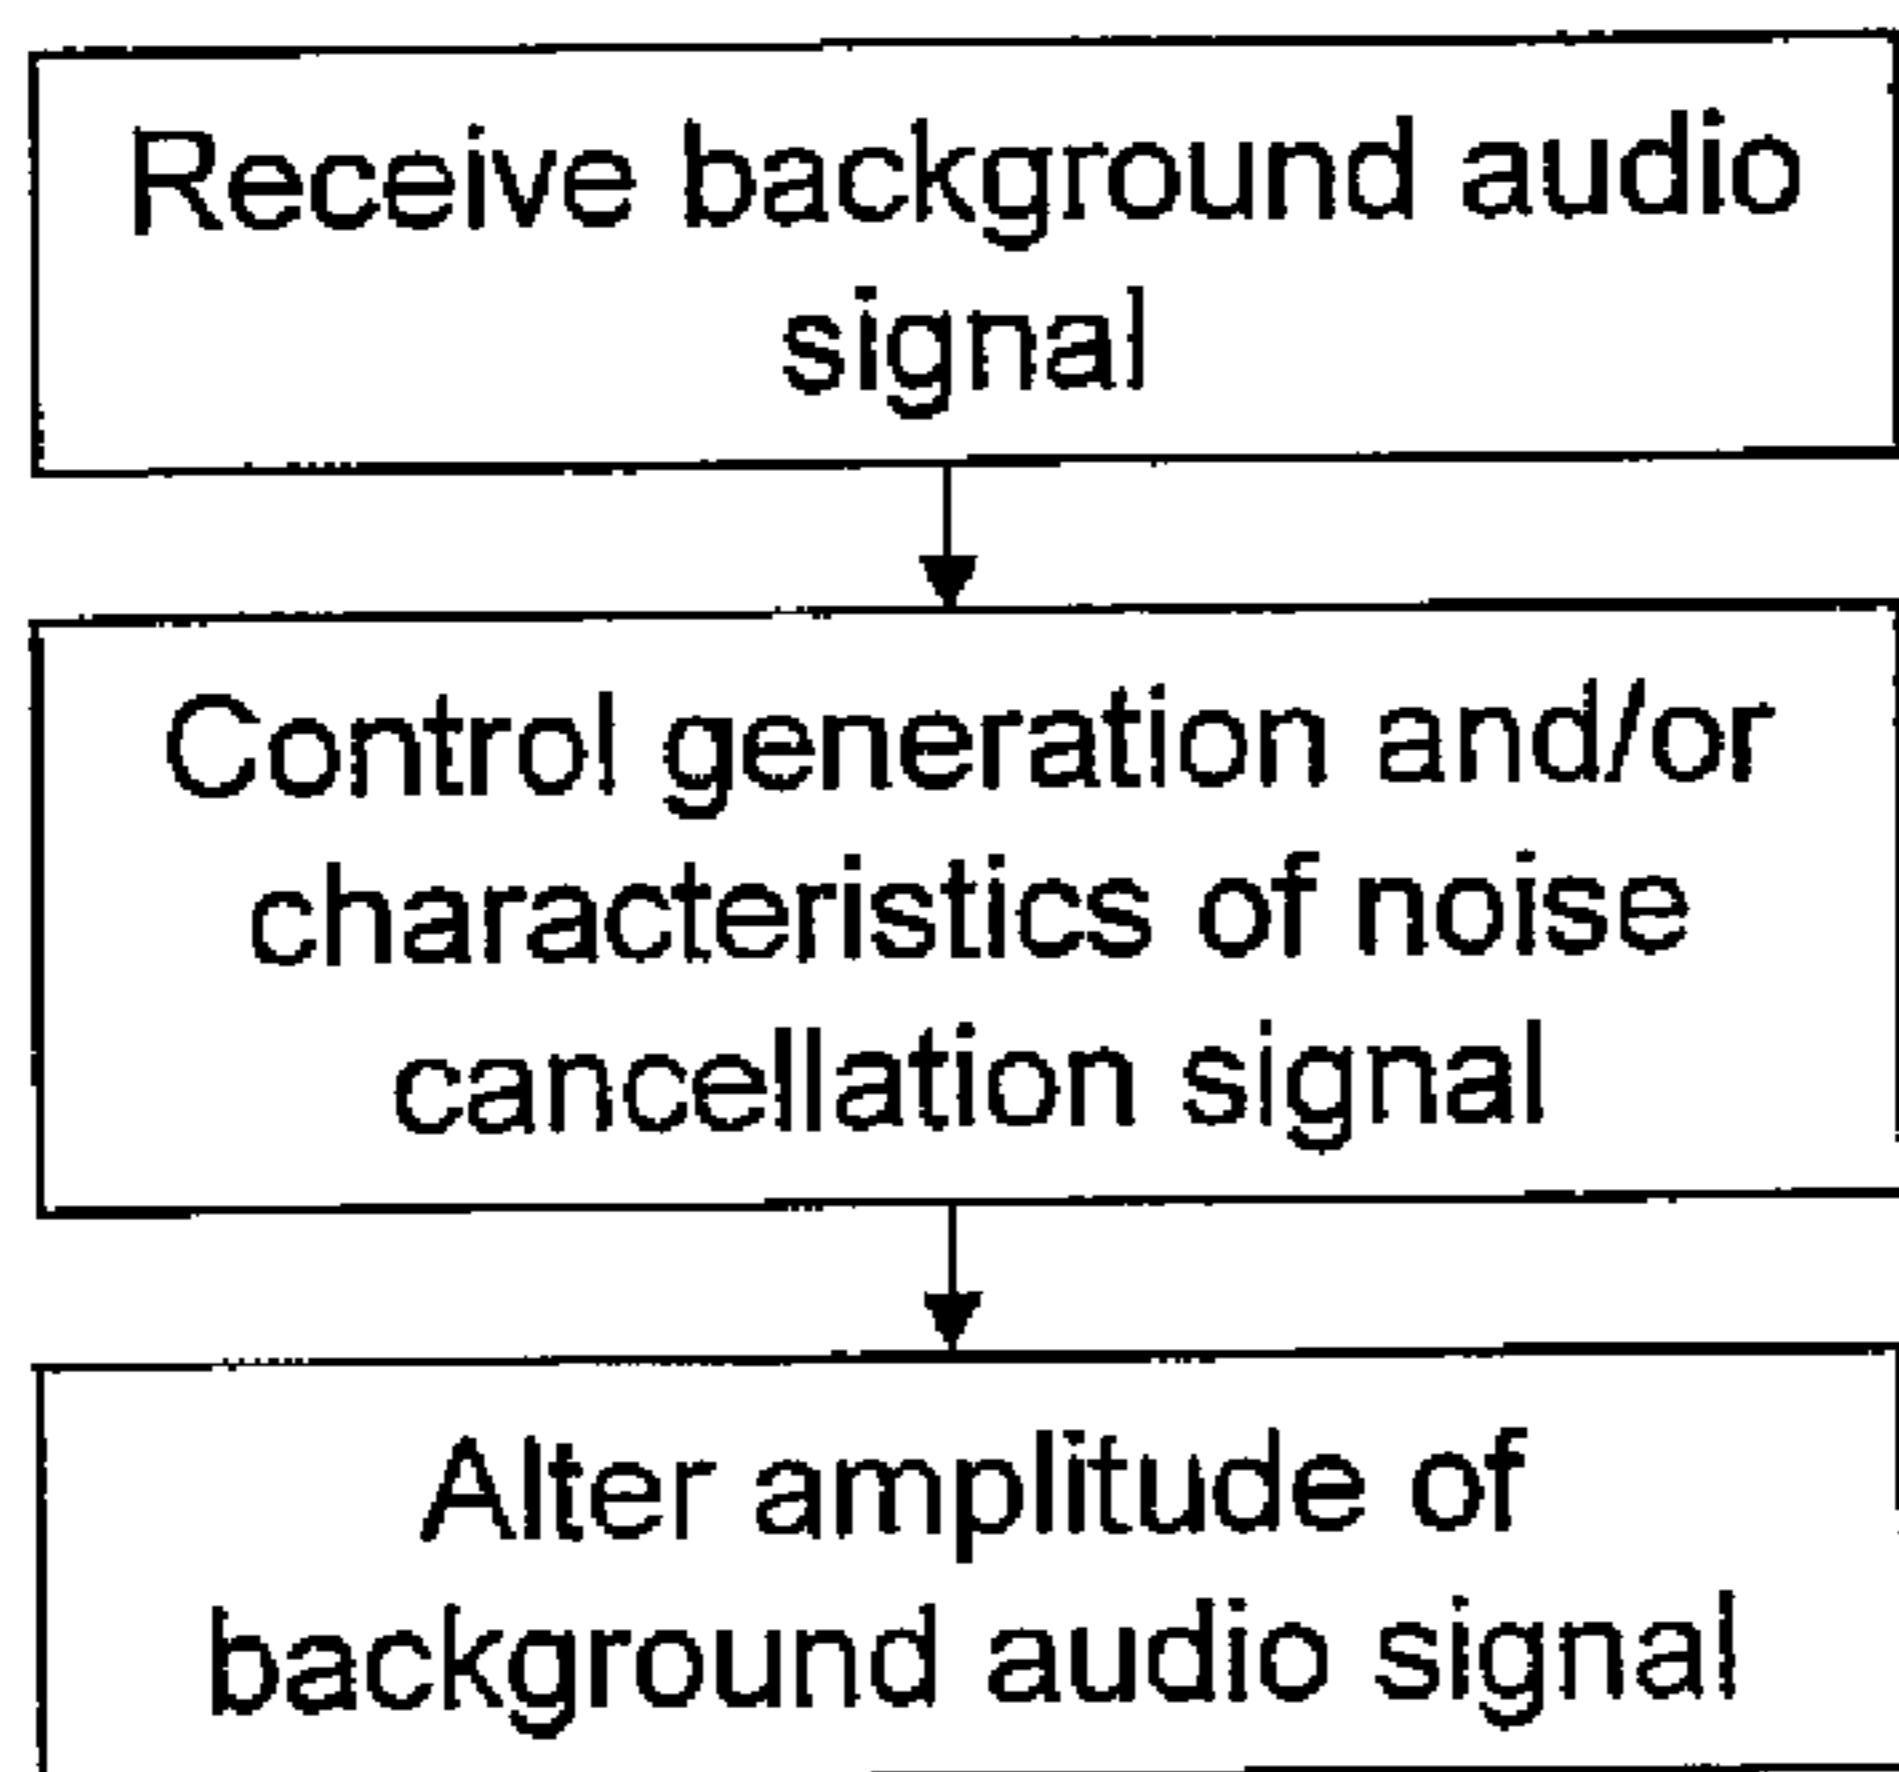 Receive background audio
signal
Control generation and/or
characteristics of noise
cancellation signal
Alter amplitude of
background audio signal